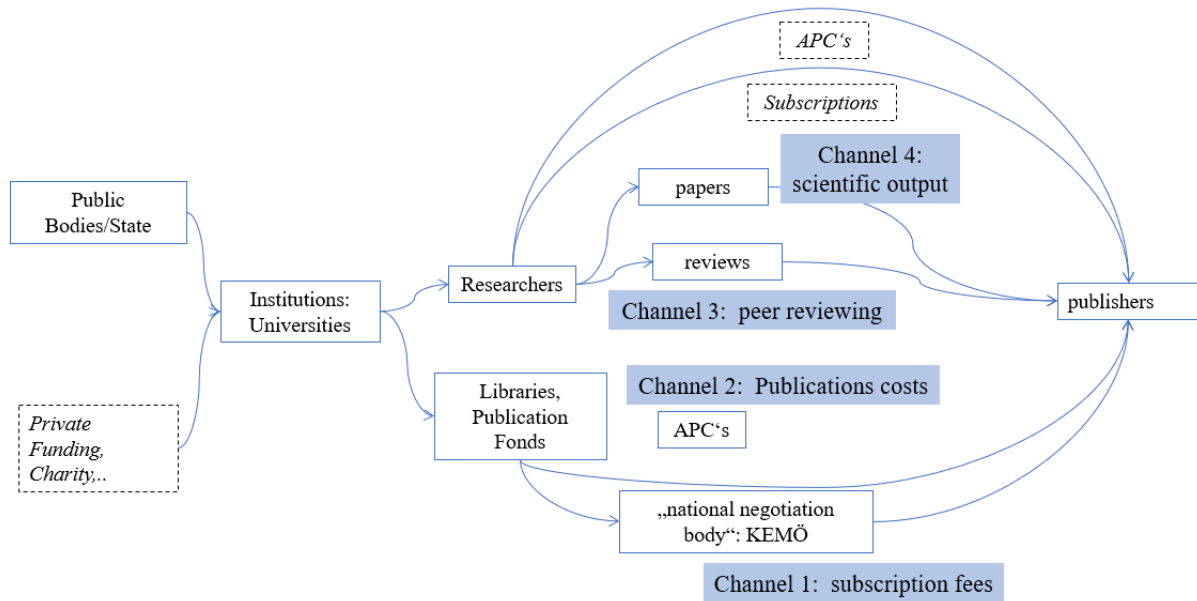 APC‘s
Subscriptions
Channel 4:
scientific output
papers
Public
Bodies/State
reviews
Researchers
Institutions:
Universities
publishers
Channel 3:  peer reviewing
Channel 2:  Publications costs
Libraries,
Publication
Fonds
APC‘s
Private
Funding,
Charity,..
„national negotiation
body“: KEMÖ
Channel 1:  subscription fees